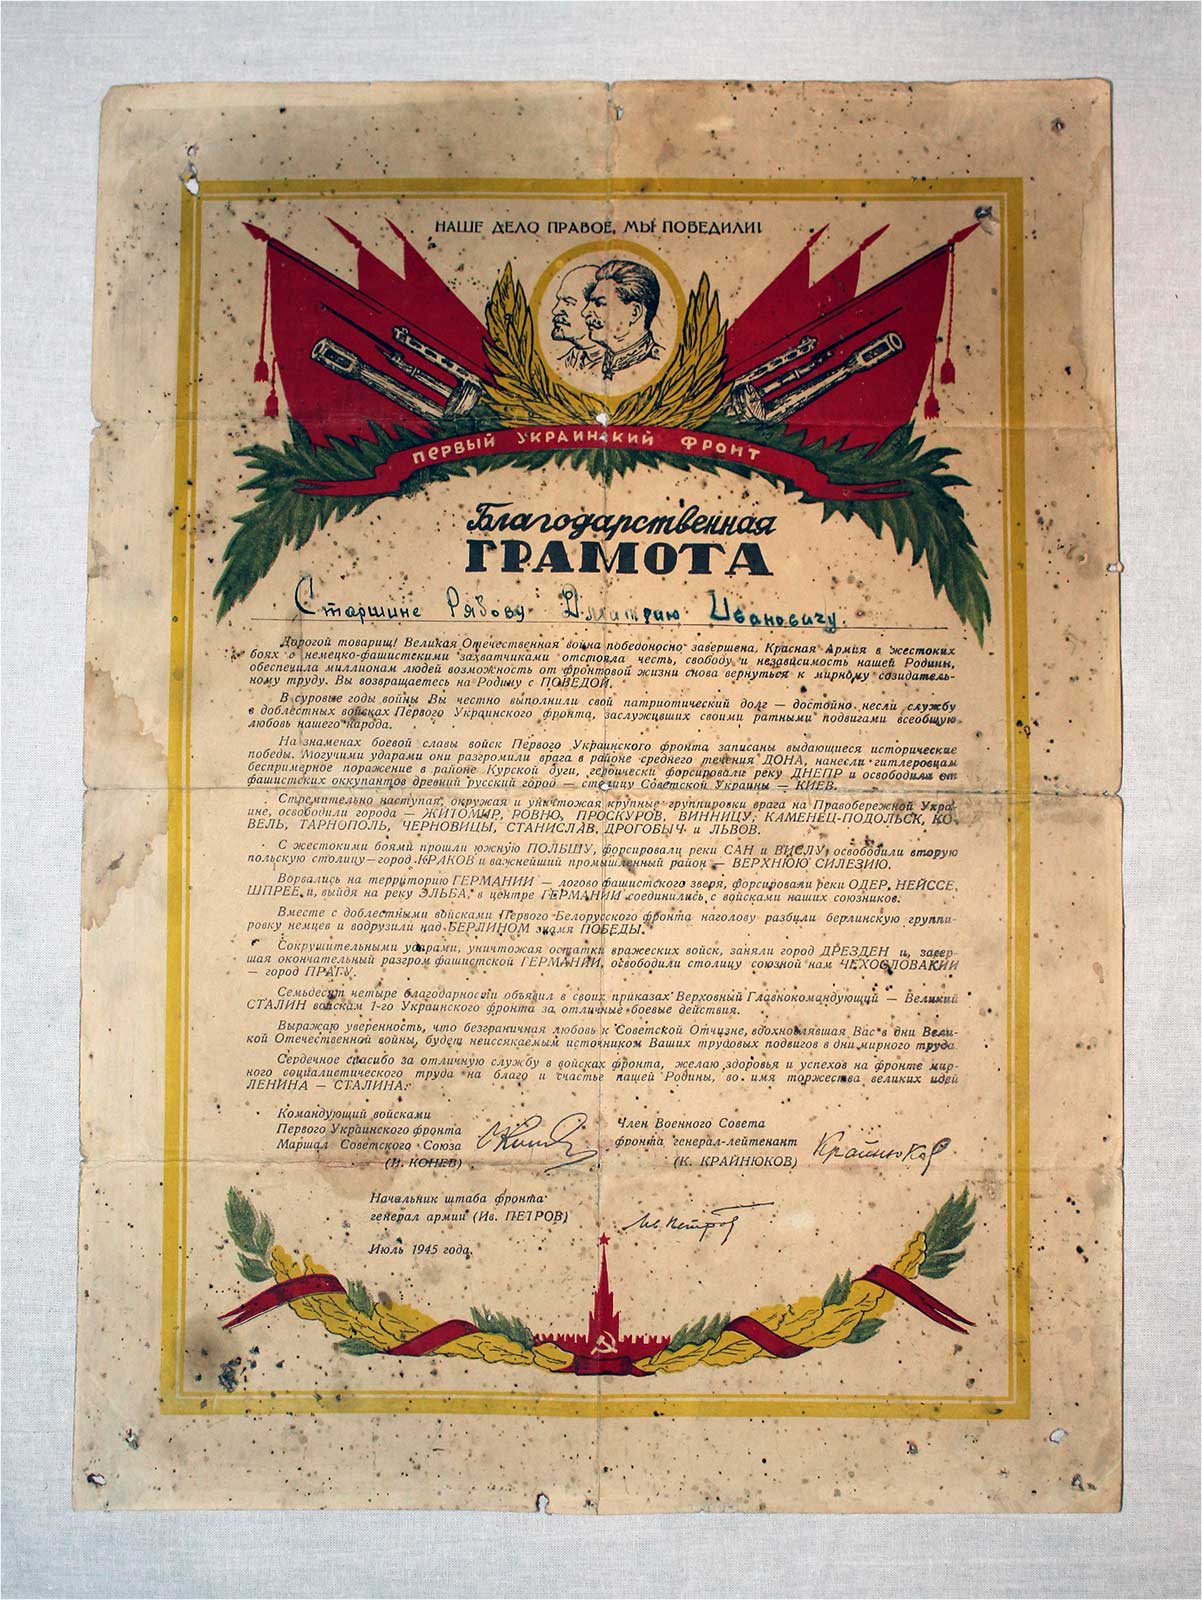 НАШЕ ДЕЛО ПРАВОЕ, МЫ ПОБЕДИЛИ!
ПЕРВЫЙ УКРАИНСКИЙ ФРОНТ
Благодарственная
ГРАМОТА
Старшине Рябову Дмитрию Ивановичу.
Дорогой товарищ! Великая Отечественная война победоносно завершена. Красная Армия в жестоких
боях с немецко-фашистскими захватчиками отстояла честь, свободу и независимость нашей Родины,
обеспечила миллионам людей возможность от фронтовой жизни снова вернуться к мирному созидатель-
ному труду. Вы возвращаетесь на Родину с ПОБЕДОЙ.
В суровые годы войны Вы честно выполнили свой патриотический долг — достойно несли службу
в доблестных войсках Первого Украинского фронта, заслуживших своими ратными подвигами всеобщую
любовь нашего народа.
На знаменах боевой славы войск Первого Украинского фронта записаны выдающиеся исторические
победы. Могучими ударами они разгромили врага в районе среднего течения ДОНА, нанесли гитлеровцам
беспримерное поражение в районе Курской дуги, героически форсировали реку ДНЕПР и освободили от
фашистских оккупантов древний русский город — столицу Советской Украины — КИЕВ.
Стремительно наступая, окружая и уничтожая крупные группировки врага на Правобережной Укра-
ине, освободили города — ЖИТОМИР, РОВНО, ПРОСКУРОВ, ВИННИЦУ, КАМЕНЕЦ-ПОДОЛЬСК, КО-
ВЕЛЬ, ТАРНОПОЛЬ, ЧЕРНОВИЦЫ, СТАНИСЛАВ, ДРОГОБЫЧ и ЛЬВОВ.
С жестокими боями прошли южную ПОЛЬШУ, форсировали реки САН и ВИСЛУ, освободили вторую
польскую столицу — город КРАКОВ и важнейший промышленный район — ВЕРХНЮЮ СИЛЕЗИЮ.
Ворвались на территорию ГЕРМАНИИ — логово фашистского зверя, форсировали реки ОДЕР, НЕЙССЕ,
ШПРЕЕ, и, выйдя на реку ЭЛЬБА, в центре ГЕРМАНИИ соединились с войсками наших союзников.
Вместе с доблестными войсками Первого Белорусского фронта наголову разбили берлинскую группи-
ровку немцев и водрузили над БЕРЛИНОМ знамя ПОБЕДЫ.
Сокрушительными ударами, уничтожая остатки вражеских войск, заняли город ДРЕЗДЕН и, завер-
шая окончательный разгром фашистской ГЕРМАНИИ, освободили столицу союзной нам ЧЕХОСЛОВАКИИ
— город ПРАГУ.
Семьдесят четыре благодарности объявил в своих приказах Верховный Главнокомандующий — Великий
СТАЛИН войскам 1-го Украинского фронта за отличные боевые действия.
Выражаю уверенность, что безграничная любовь к Советской Отчизне, вдохновлявшая Вас в дни Вели-
кой Отечественной войны, будет неиссякаемым источником Ваших трудовых подвигов в дни мирного труда.
Сердечное спасибо за отличную службу в войсках фронта, желаю здоровья и успехов на фронте мир-
ного социалистического труда на благо и счастье нашей Родины, во имя торжества великих идей
ЛЕНИНА — СТАЛИНА.
Командующий войсками
Первого Украинского фронта
Маршал Советского Союза
(И. КОНЕВ)
Член Военного Совета
фронта генерал-лейтенант
(К. КРАЙНЮКОВ)
Крайнюков
Начальник штаба фронта
генерал армии (Ив. ПЕТРОВ)
Ив Петров
Июль 1945 года.